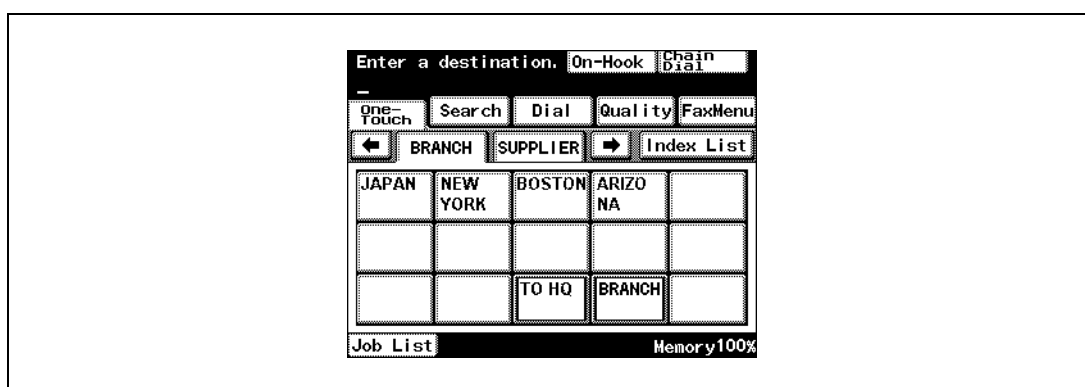 Enter a destination. On-Hook Chain Dial
One-Touch Search Dial Quality FaxMenu
← BRANCH SUPPLIER → Index List
JAPAN NEW YORK BOSTON ARIZO NA
TO HQ BRANCH
Job List Memory100%